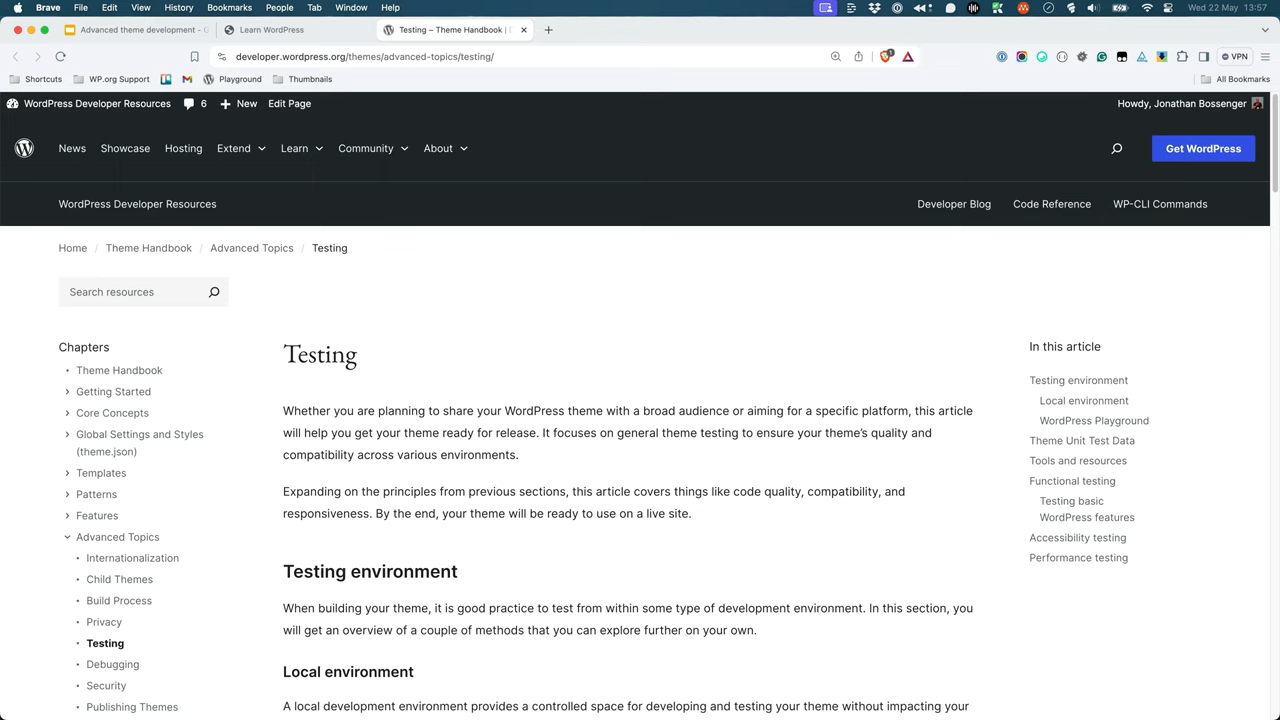 Brave File Edit View History Bookmarks People Tab Window Help Wed 22 May 13:57
Advanced theme development - G Learn WordPress Testing – Theme Handbook | D
developer.wordpress.org/themes/advanced-topics/testing/ VPN
Shortcuts WP.org Support Playground Thumbnails All Bookmarks
WordPress Developer Resources 6 New Edit Page Howdy, Jonathan Bossenger
News Showcase Hosting Extend Learn Community About Get WordPress
WordPress Developer Resources Developer Blog Code Reference WP-CLI Commands
Home / Theme Handbook / Advanced Topics / Testing
Search resources
Chapters
Theme Handbook
Getting Started
Core Concepts
Global Settings and Styles
(theme.json)
Templates
Patterns
Features
Advanced Topics
Internationalization
Child Themes
Build Process
Privacy
Testing
Debugging
Security
Publishing Themes
Testing
Whether you are planning to share your WordPress theme with a broad audience or aiming for a specific platform, this article
will help you get your theme ready for release. It focuses on general theme testing to ensure your theme’s quality and
compatibility across various environments.
Expanding on the principles from previous sections, this article covers things like code quality, compatibility, and
responsiveness. By the end, your theme will be ready to use on a live site.
Testing environment
When building your theme, it is good practice to test from within some type of development environment. In this section, you
will get an overview of a couple of methods that you can explore further on your own.
Local environment
A local development environment provides a controlled space for developing and testing your theme without impacting your
In this article
Testing environment
Local environment
WordPress Playground
Theme Unit Test Data
Tools and resources
Functional testing
Testing basic
WordPress features
Accessibility testing
Performance testing